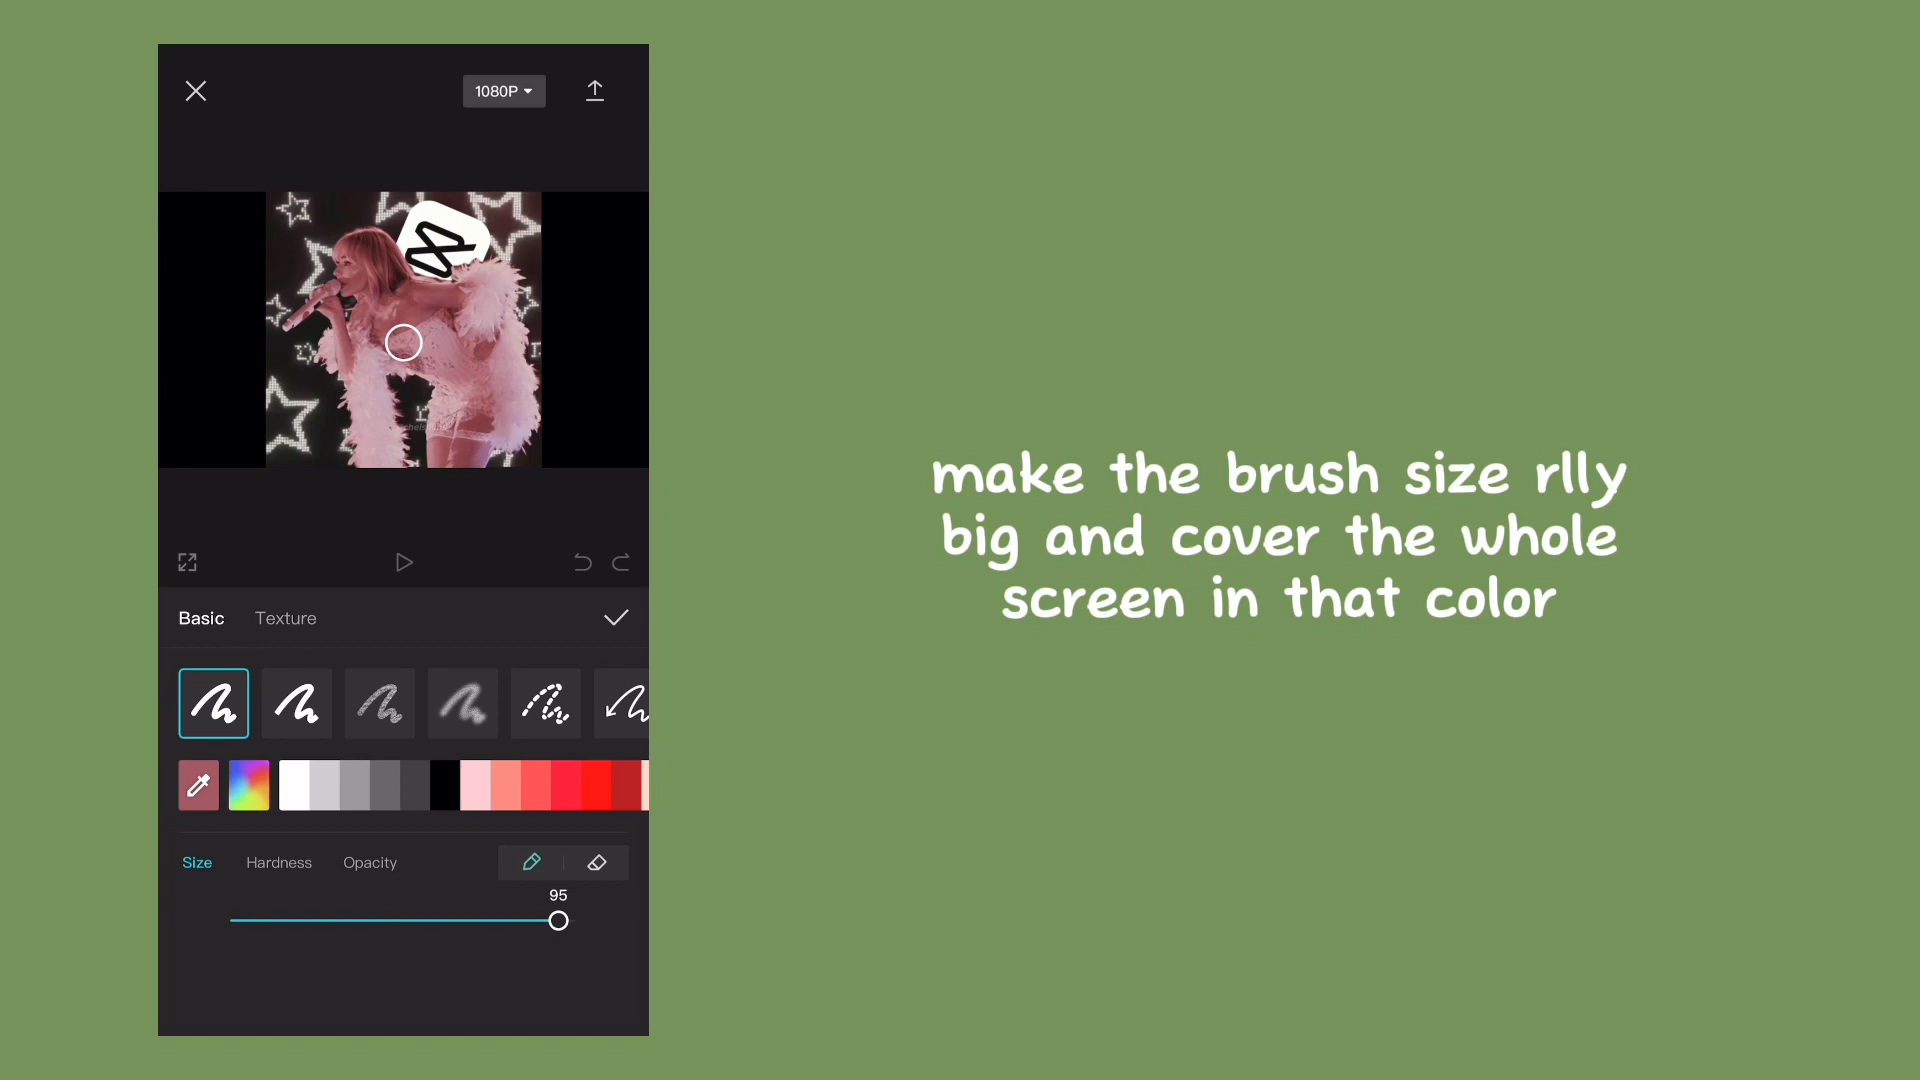 1080P
Basic Texture
Size Hardness Opacity
95
make the brush size rlly
big and cover the whole
screen in that color